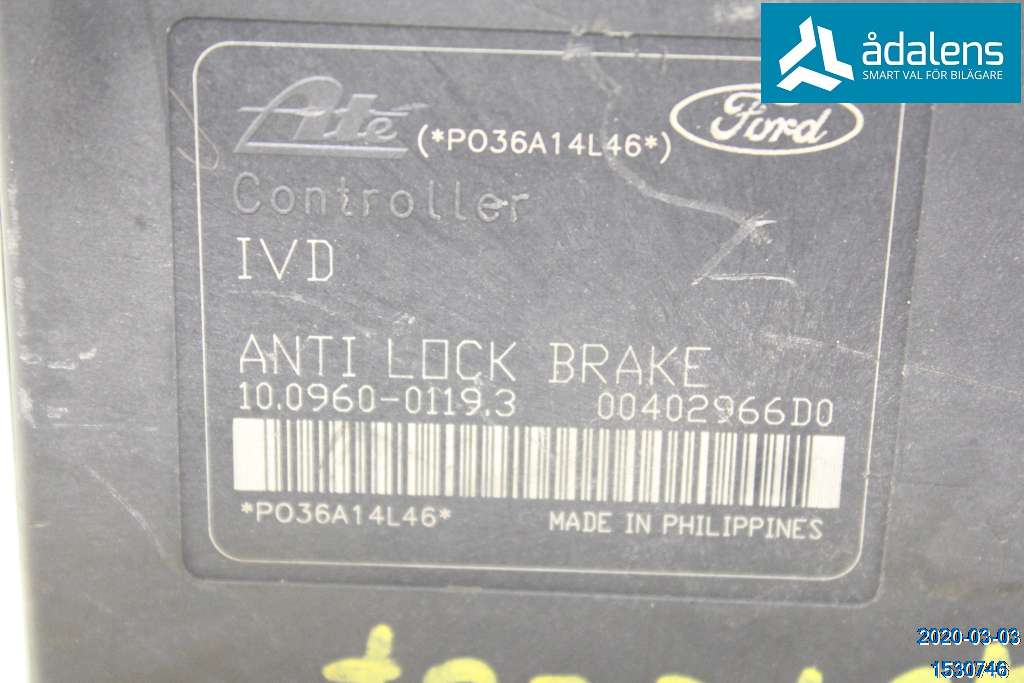 ådalens
SMART VAL FÖR BILÄGARE
Até (*PO36A14L46*) Ford
Controller
IVD
ANTI LOCK BRAKE
10.0960-0119.3 00402966D0
*PO36A14L46* MADE IN PHILIPPINES
2020-03-03
1530746